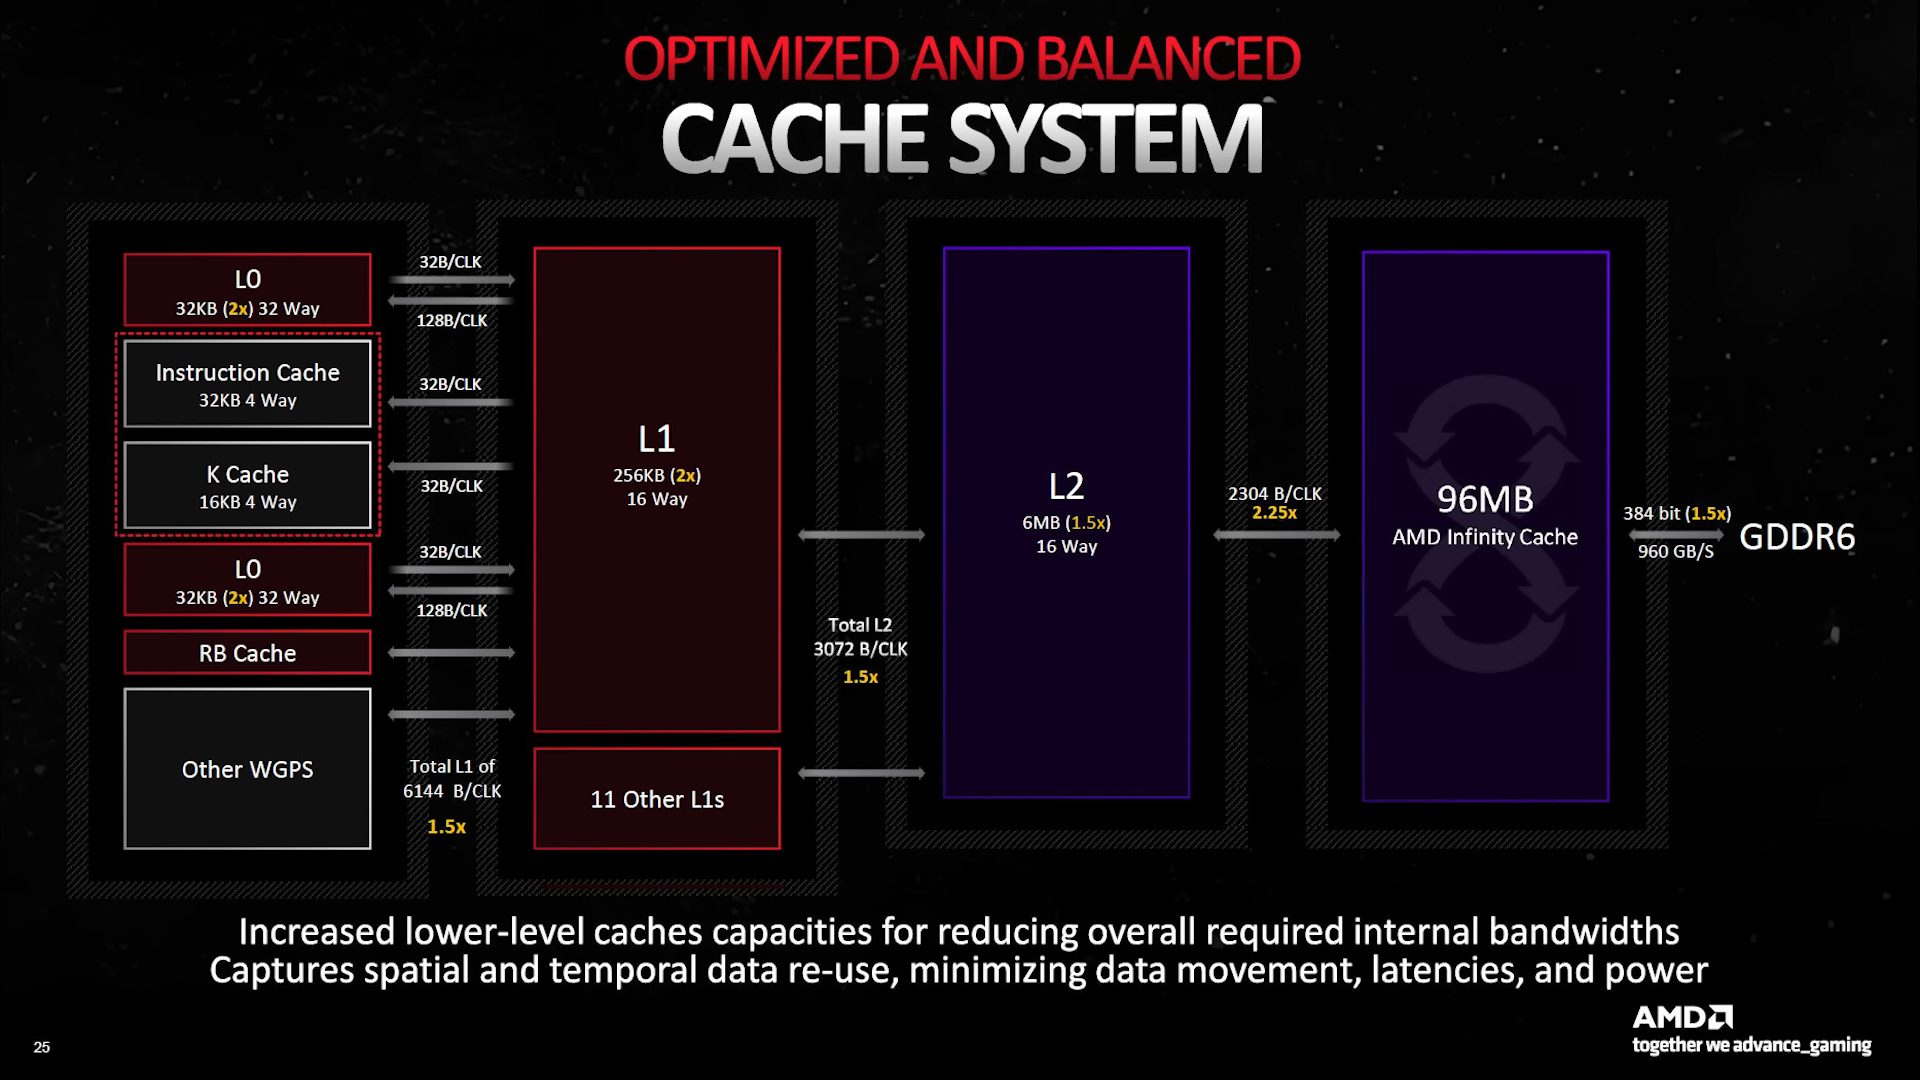 OPTIMIZED AND BALANCED
CACHE SYSTEM
L0
32KB (2x) 32 Way
Instruction Cache
32KB 4 Way
K Cache
16KB 4 Way
L0
32KB (2x) 32 Way
RB Cache
Other WGPS
32B/CLK
128B/CLK
32B/CLK
32B/CLK
32B/CLK
128B/CLK
Total L1 of
6144 B/CLK
1.5x
L1
256KB (2x)
16 Way
11 Other L1s
Total L2
3072 B/CLK
1.5x
L2
6MB (1.5x)
16 Way
2304 B/CLK
2.25x
96MB
AMD Infinity Cache
384 bit (1.5x)
960 GB/S
GDDR6
Increased lower-level caches capacities for reducing overall required internal bandwidths
Captures spatial and temporal data re-use, minimizing data movement, latencies, and power
AMD
together we advance_gaming
25